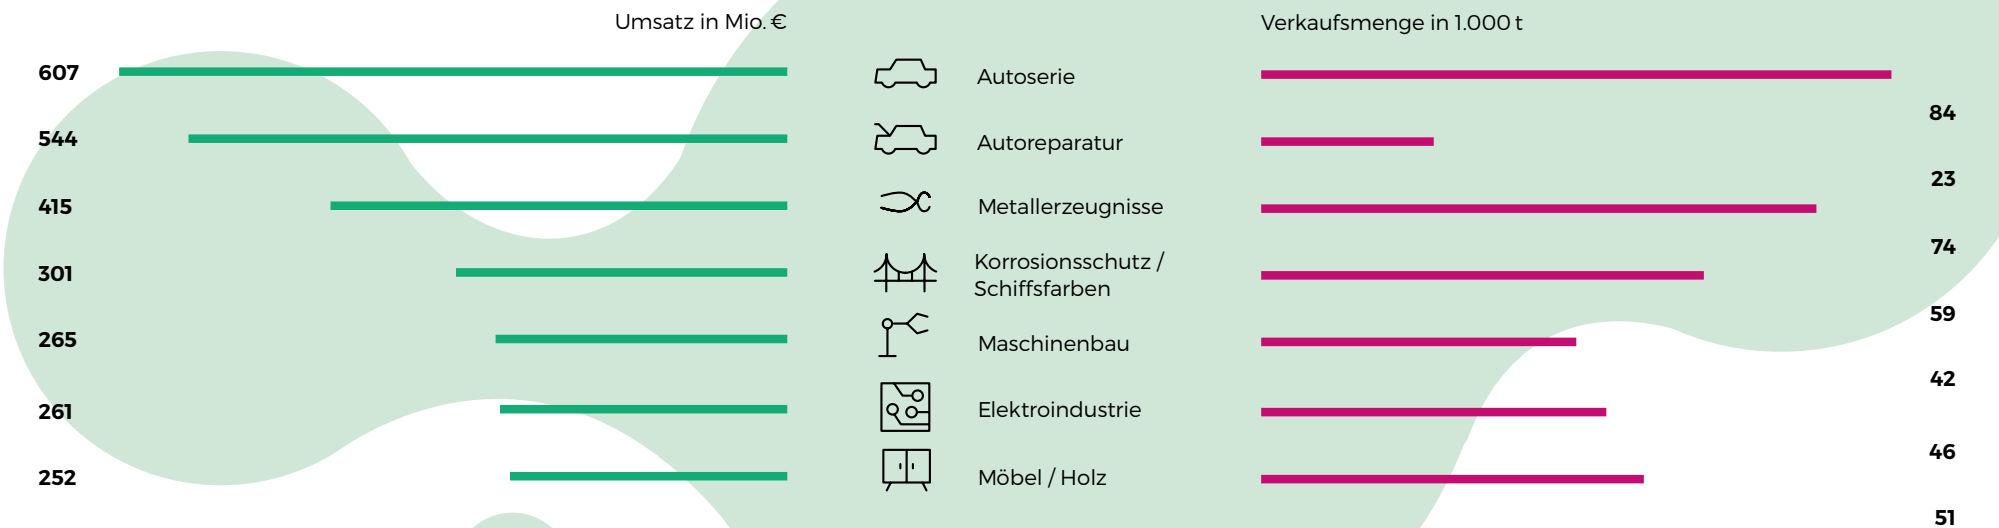 Umsatz in Mio. €
Verkaufsmenge in 1.000 t
607
Autoserie
84
544
Autoreparatur
23
415
Metallerzeugnisse
74
301
Korrosionsschutz /
Schiffsfarben
59
265
Maschinenbau
42
261
Elektroindustrie
46
252
Möbel / Holz
51